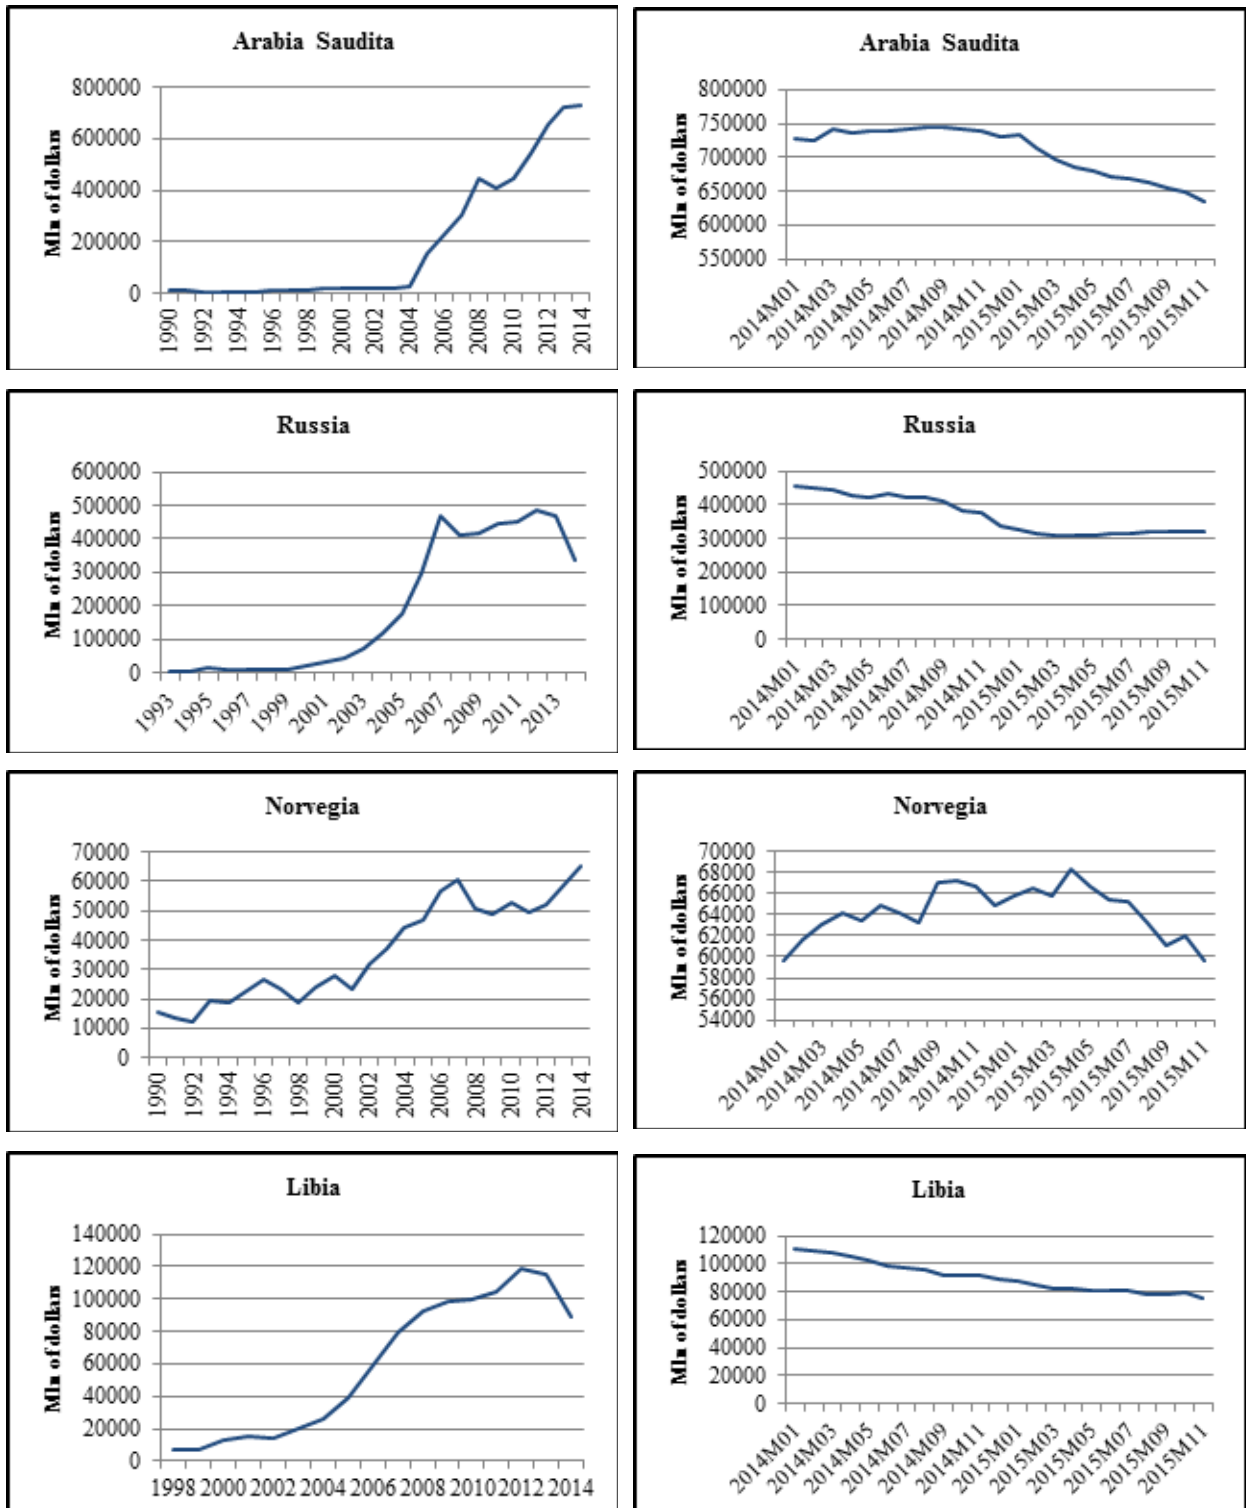 Arabia Saudita
Mln of dollars
800000
600000
400000
200000
0
1990
1992
1994
1996
1998
2000
2002
2004
2006
2008
2010
2012
2014
Arabia Saudita
Mln of dollars
800000
750000
700000
650000
600000
550000
2014M01
2014M03
2014M05
2014M07
2014M09
2014M11
2015M01
2015M03
2015M05
2015M07
2015M09
2015M11
Russia
Mln of dollars
600000
500000
400000
300000
200000
100000
0
1993
1995
1997
1999
2001
2003
2005
2007
2009
2011
2013
Russia
Mln of dollars
500000
400000
300000
200000
100000
0
2014M01
2014M03
2014M05
2014M07
2014M09
2014M11
2015M01
2015M03
2015M05
2015M07
2015M09
2015M11
Norvegia
Mln of dollars
70000
60000
50000
40000
30000
20000
10000
0
1990
1992
1994
1996
1998
2000
2002
2004
2006
2008
2010
2012
2014
Norvegia
Mln of dollars
70000
68000
66000
64000
62000
60000
58000
56000
54000
2014M01
2014M03
2014M05
2014M07
2014M09
2014M11
2015M01
2015M03
2015M05
2015M07
2015M09
2015M11
Libia
Mln of dollars
140000
120000
100000
80000
60000
40000
20000
0
1998 2000 2002 2004 2006 2008 2010 2012 2014
Libia
Mln of dollars
120000
100000
80000
60000
40000
20000
0
2014M01
2014M03
2014M05
2014M07
2014M09
2014M11
2015M01
2015M03
2015M05
2015M07
2015M09
2015M11